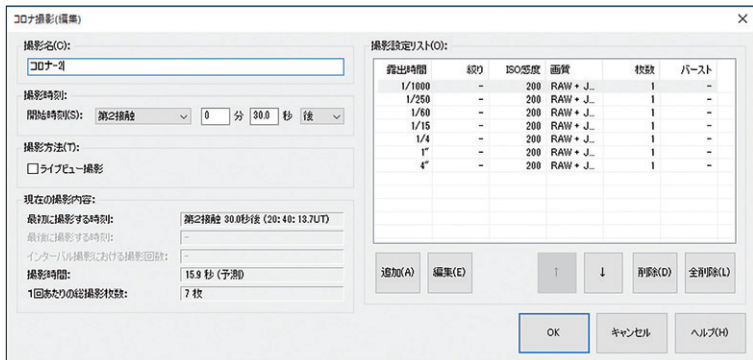 コロナ撮影(編集)
撮影名(C):
コロナ-2
撮影時刻:
開始時刻(S): 第2接触 0 分 30.0 秒 後
撮影方法(T):
ライブビュー撮影
現在の撮影内容:
最初に撮影する時刻: 第2接触 30.0秒後 (20:40:13.7UT)
最後に撮影する時刻: -
インターバル撮影における撮影回数: -
撮影時間: 15.9 秒 (予測)
1回あたりの総撮影枚数: 7 枚
撮影設定リスト(O):
露出時間 絞り ISO感度 画質 枚数 バースト
1/1000 - 200 RAW + J... 1 -
1/250 - 200 RAW + J... 1 -
1/60 - 200 RAW + J... 1 -
1/15 - 200 RAW + J... 1 -
1/4 - 200 RAW + J... 1 -
1" - 200 RAW + J... 1 -
4" - 200 RAW + J... 1 -
追加(A) 編集(E) ↑ ↓ 削除(D) 全削除(L)
OK キャンセル ヘルプ(H)